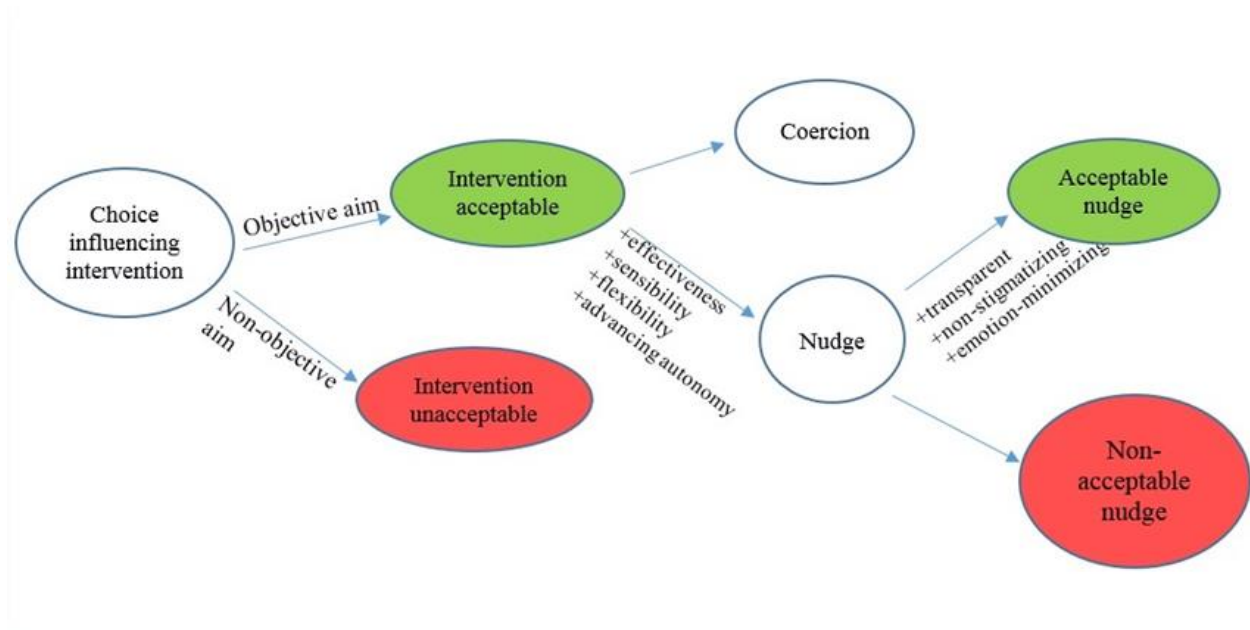 Choice
influencing
intervention
Objective aim
Non-objective
aim
Intervention
acceptable
Intervention
unacceptable
Coercion
+effectiveness
+sensibility
+flexibility
+advancing autonomy
Nudge
+transparent
+non-stigmatizing
+emotion-minimizing
Acceptable
nudge
Non-
acceptable
nudge